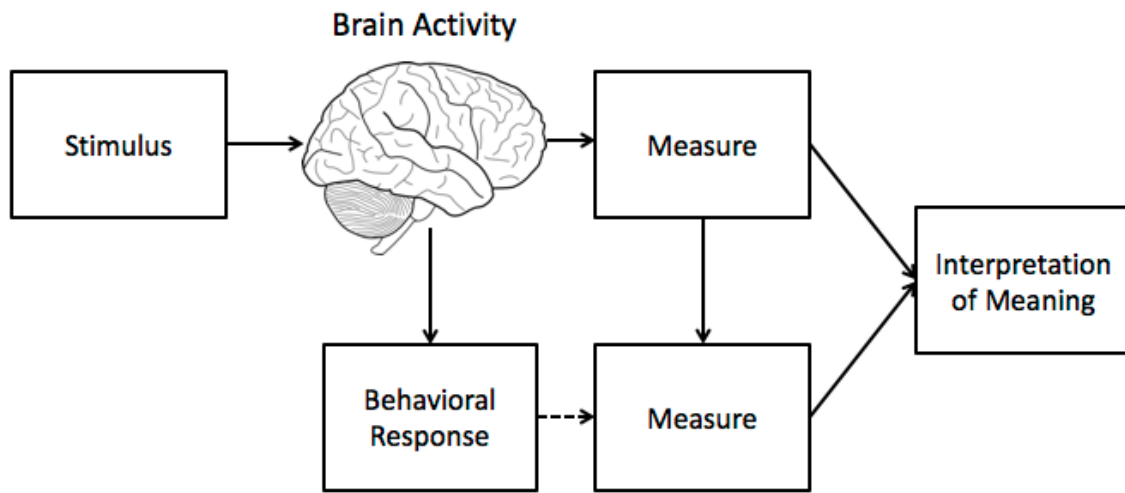 Brain Activity
Stimulus
Measure
Interpretation
of Meaning
Behavioral
Response
Measure